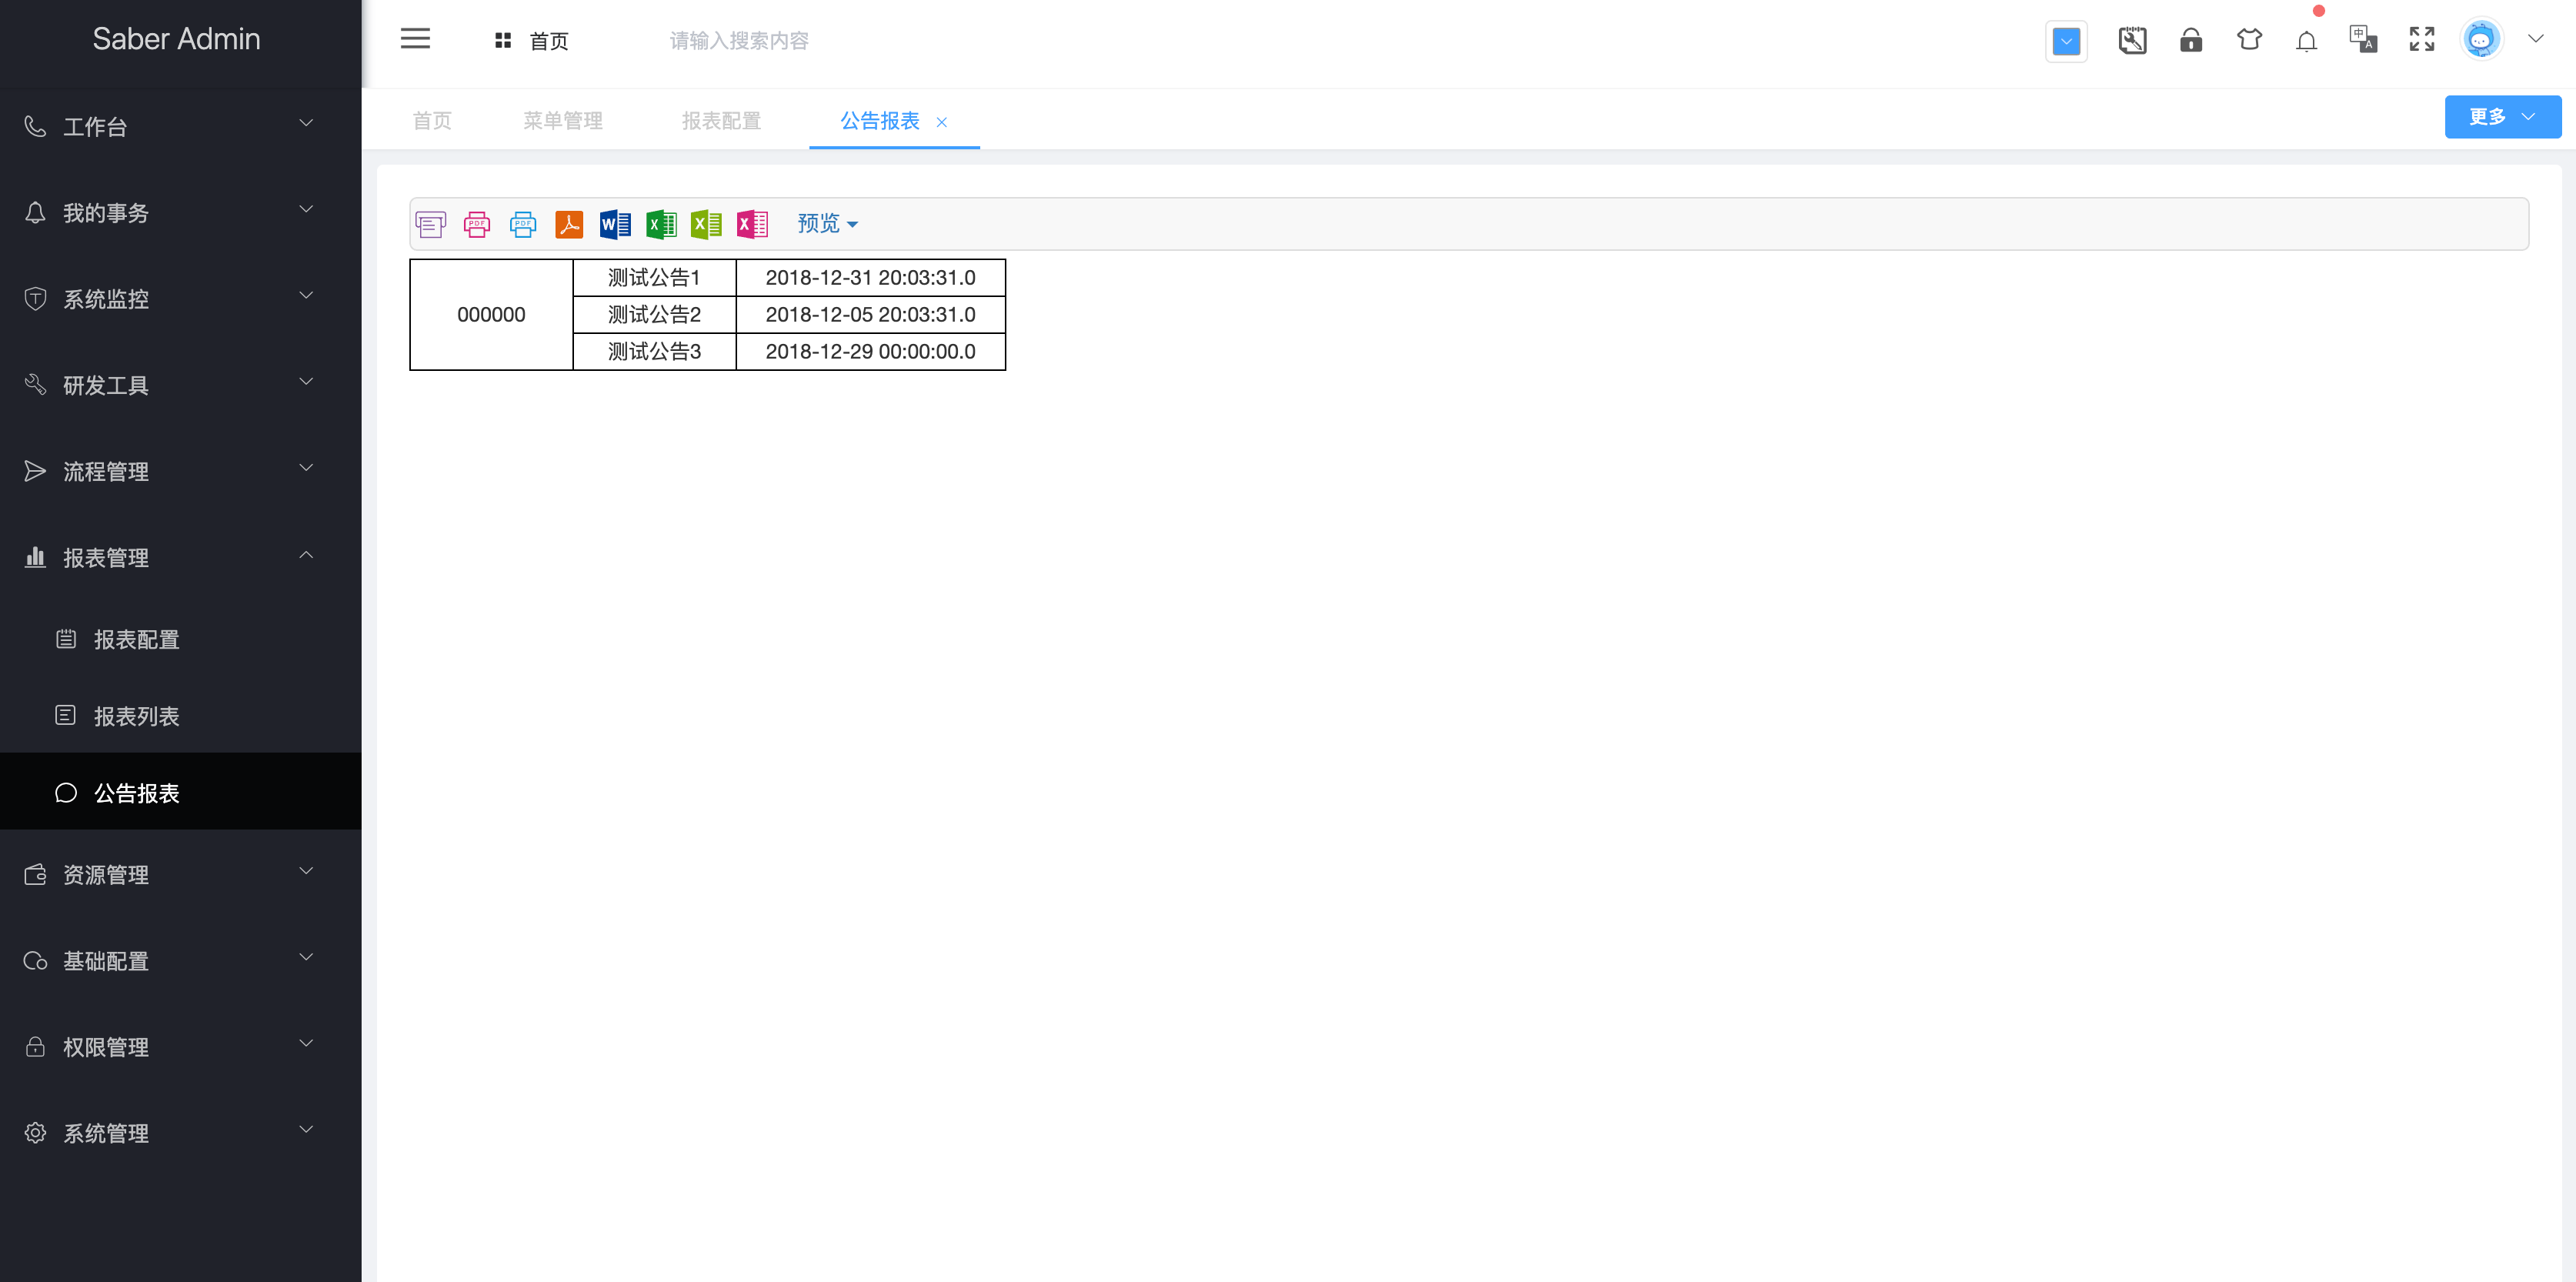 Saber Admin
首页
请输入搜索内容
中
A
工作台
我的事务
系统监控
研发工具
流程管理
报表管理
报表配置
报表列表
公告报表
资源管理
基础配置
权限管理
系统管理
首页 菜单管理 报表配置 公告报表
更多
PDF PDF W X X X 预览
000000
测试公告1 2018-12-31 20:03:31.0
测试公告2 2018-12-05 20:03:31.0
测试公告3 2018-12-29 00:00:00.0